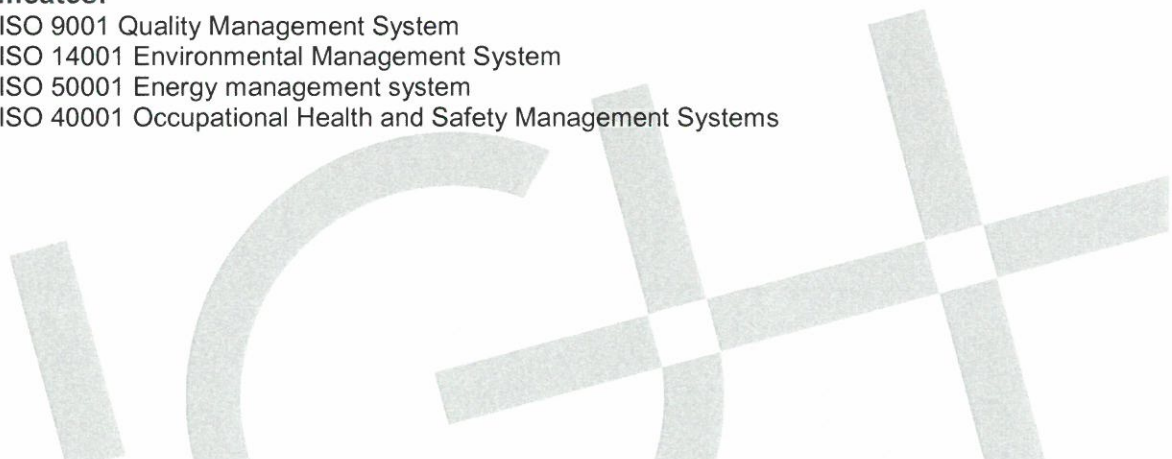 ISO 9001 Quality Management System
ISO 14001 Environmental Management System
ISO 50001 Energy management system
ISO 40001 Occupational Health and Safety Management Systems
IGH